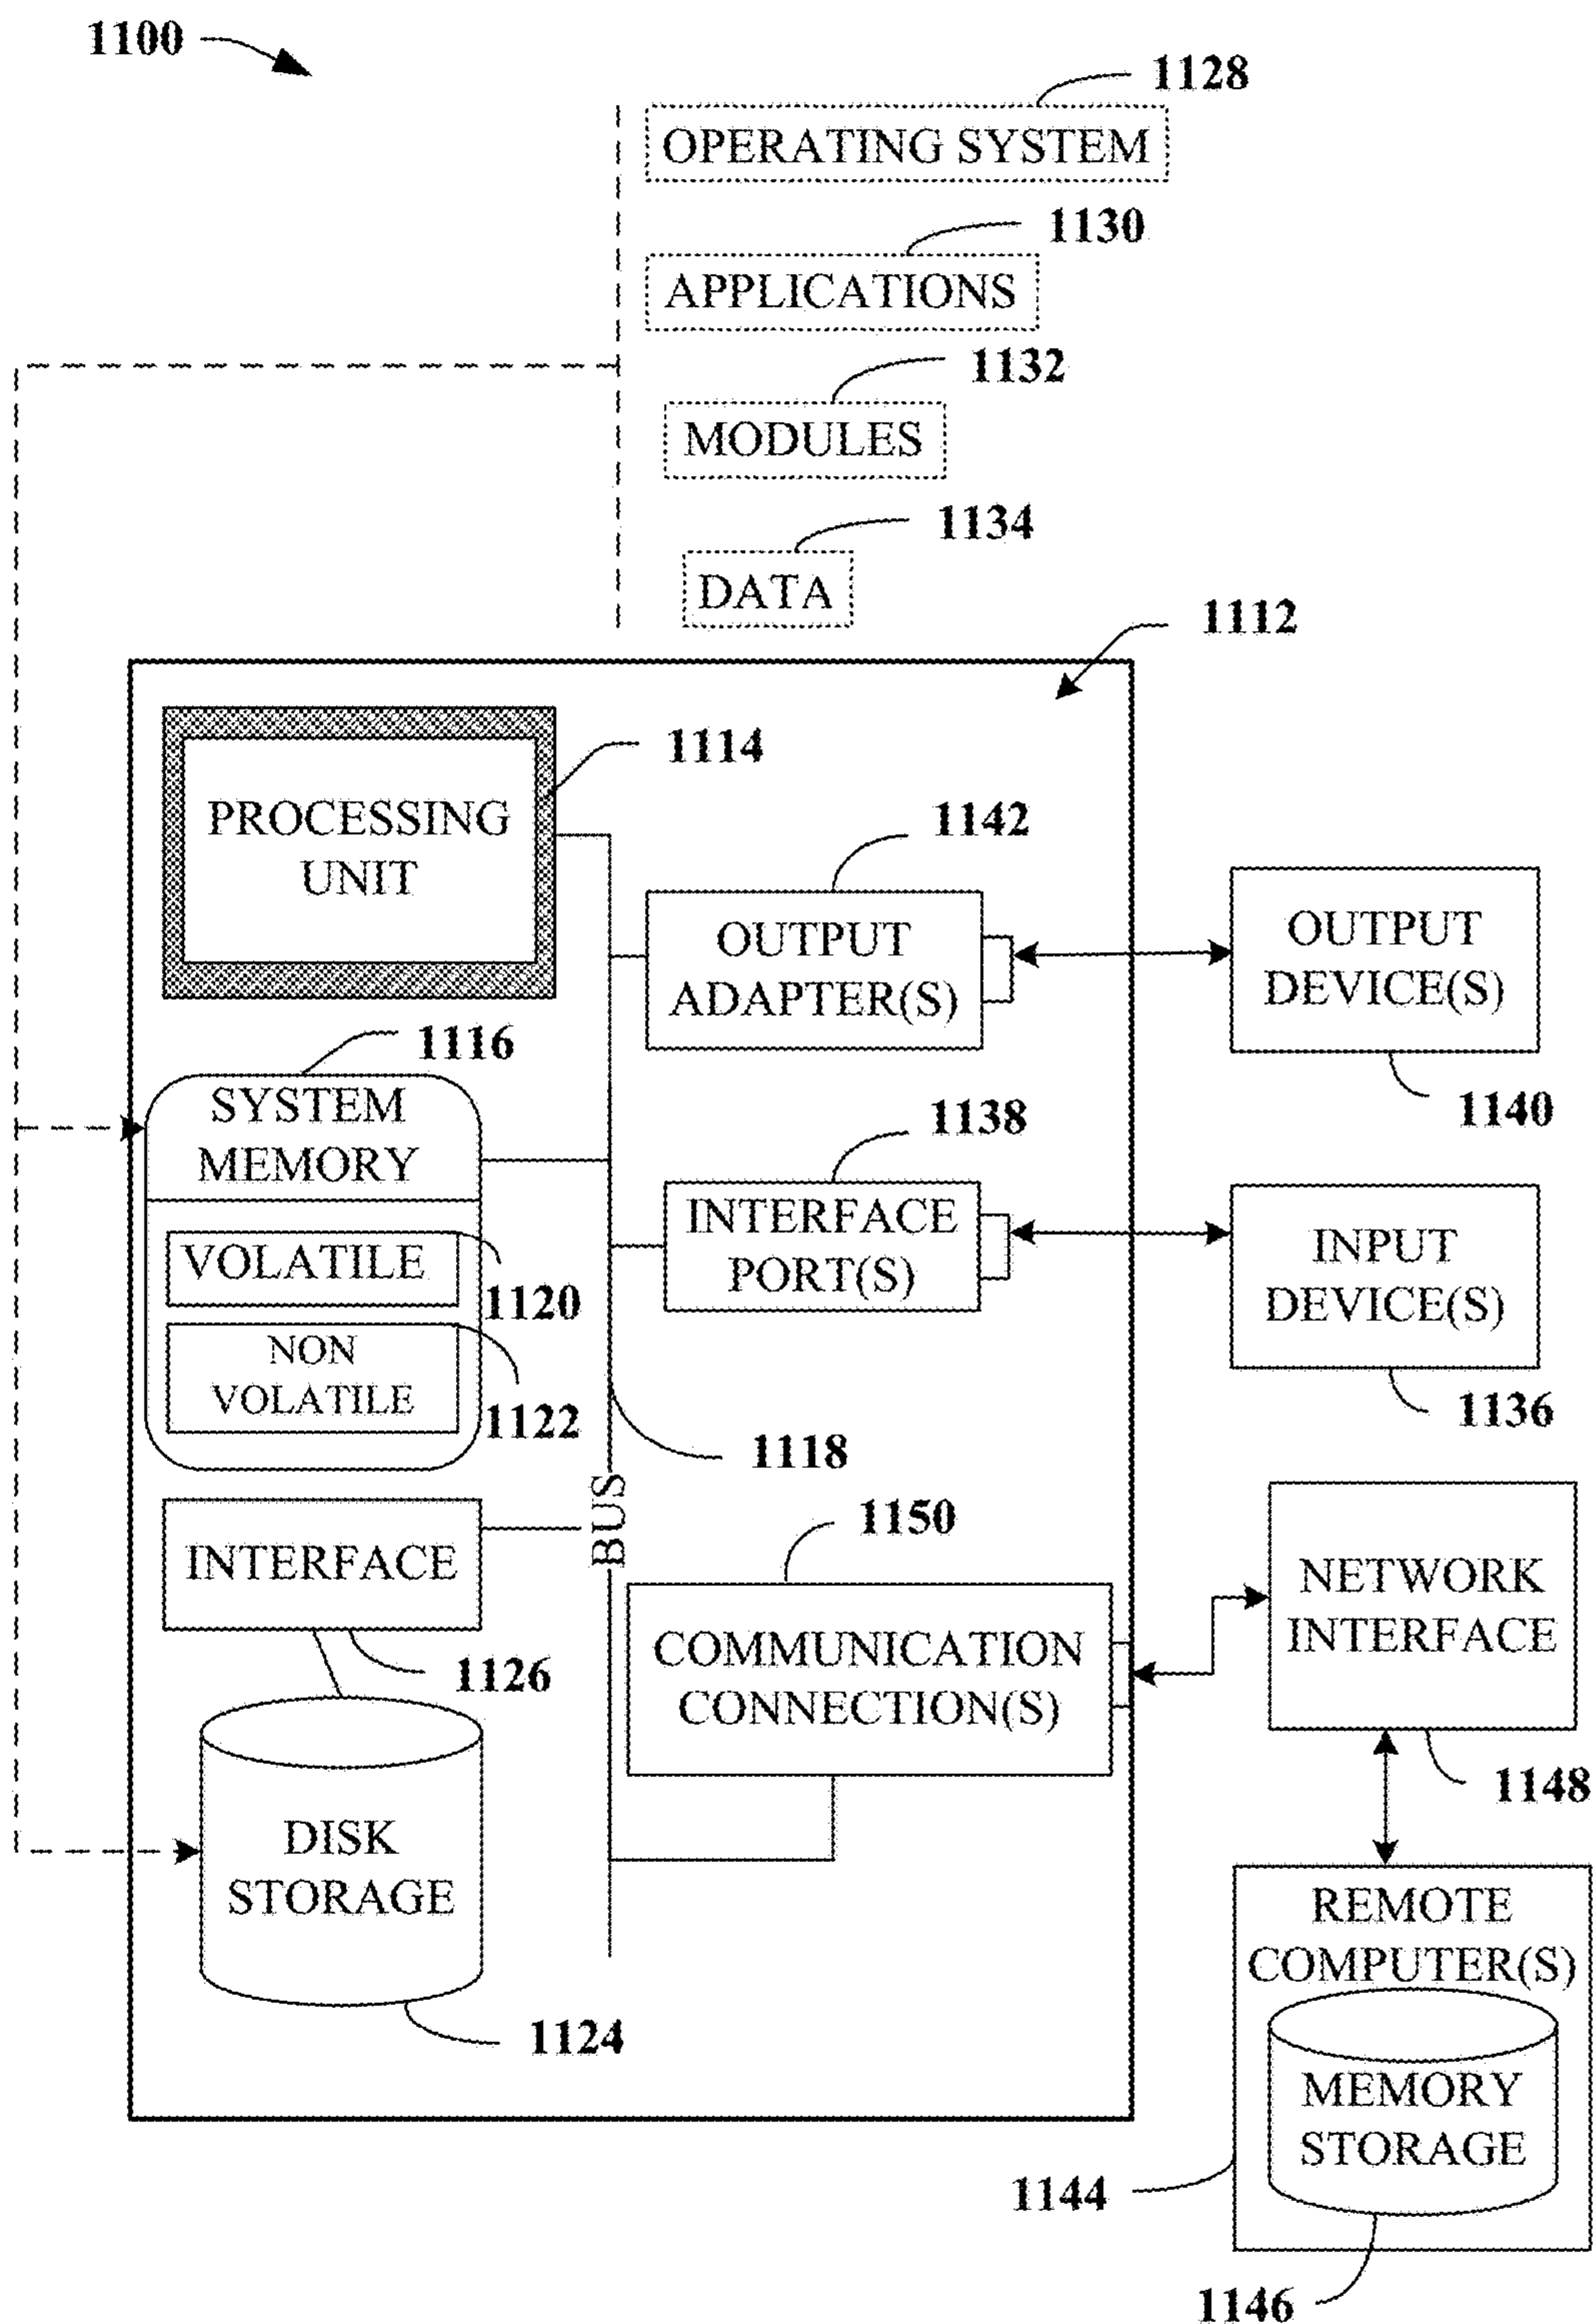 1100
1128
OPERATING SYSTEM
1130
APPLICATIONS
1132
MODULES
1134
DATA
1112
PROCESSING
UNIT
1114
1142
OUTPUT
ADAPTER(S)
OUTPUT
DEVICE(S)
1140
1116
SYSTEM
MEMORY
VOLATILE
1120
NON
VOLATILE
1122
1138
INTERFACE
PORT(S)
INPUT
DEVICE(S)
1136
1118
BUS
INTERFACE
1126
1150
COMMUNICATION
CONNECTION(S)
NETWORK
INTERFACE
1148
DISK
STORAGE
1124
REMOTE
COMPUTER(S)
MEMORY
STORAGE
1144
1146